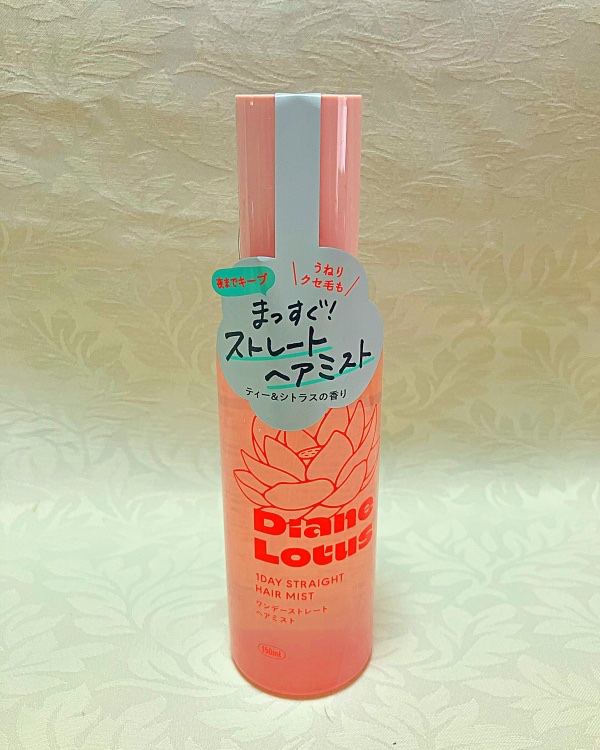 夜までキープ
うねり
クセ毛も
まっすぐ!
ストレート
ヘアミスト
ティー&シトラスの香り
Diane
Lotus
1DAY STRAIGHT
HAIR MIST
ワンデーストレート
ヘアミスト
150mL